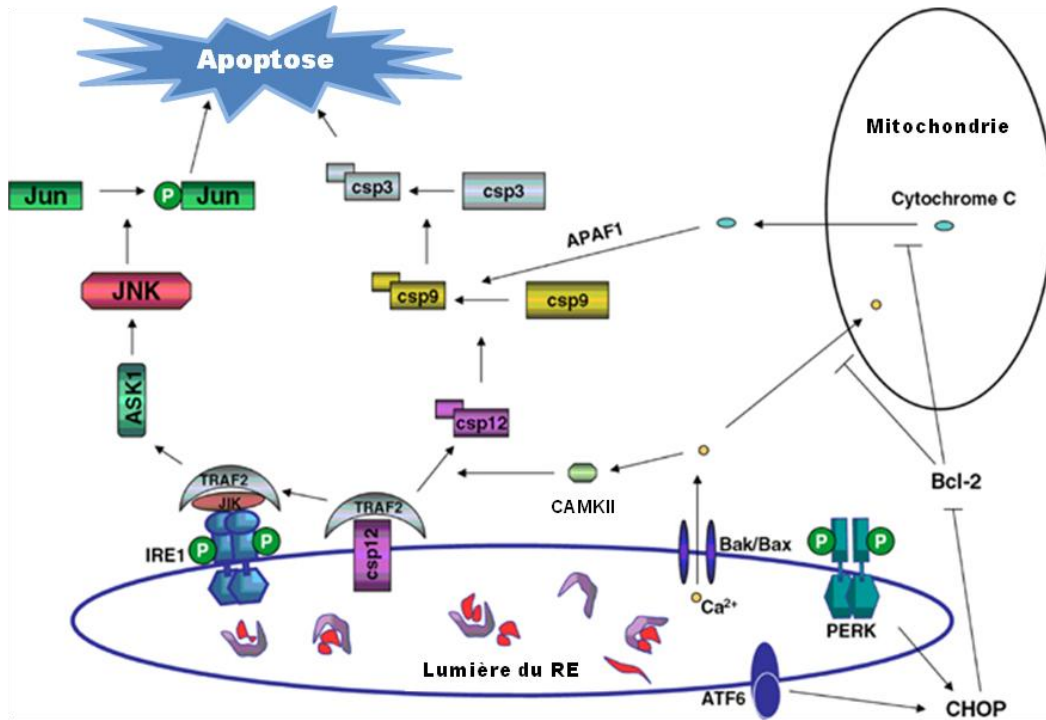 Apoptose
Mitochondrie
Jun
P
Jun
csp3
csp3
Cytochrome C
APAF1
JNK
csp9
csp9
ASK1
csp12
TRAF2
JIK
TRAF2
CAMKII
Bcl-2
IRE1
P
P
csp12
Bak/Bax
P
P
Ca²⁺
PERK
Lumière du RE
ATF6
CHOP